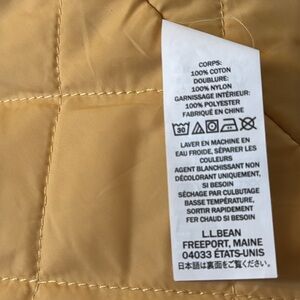 CORPS:
100% COTON
DOUBLURE:
100% NYLON
GARNISSAGE INTÉRIEUR:
100% POLYESTER
FABRIQUÉ EN CHINE
30
LAVER EN MACHINE EN
EAU FROIDE, SÉPARER LES
COULEURS
AGENT BLANCHISSANT NON
DÉCOLORANT UNIQUEMENT,
SI BESOIN
SÉCHAGE PAR CULBUTAGE
BASSE TEMPÉRATURE,
SORTIR RAPIDEMENT
FER CHAUD SI BESOIN
L.L.BEAN
FREEPORT, MAINE
04033 ÉTATS-UNIS
日本語は裏面をご覧ください